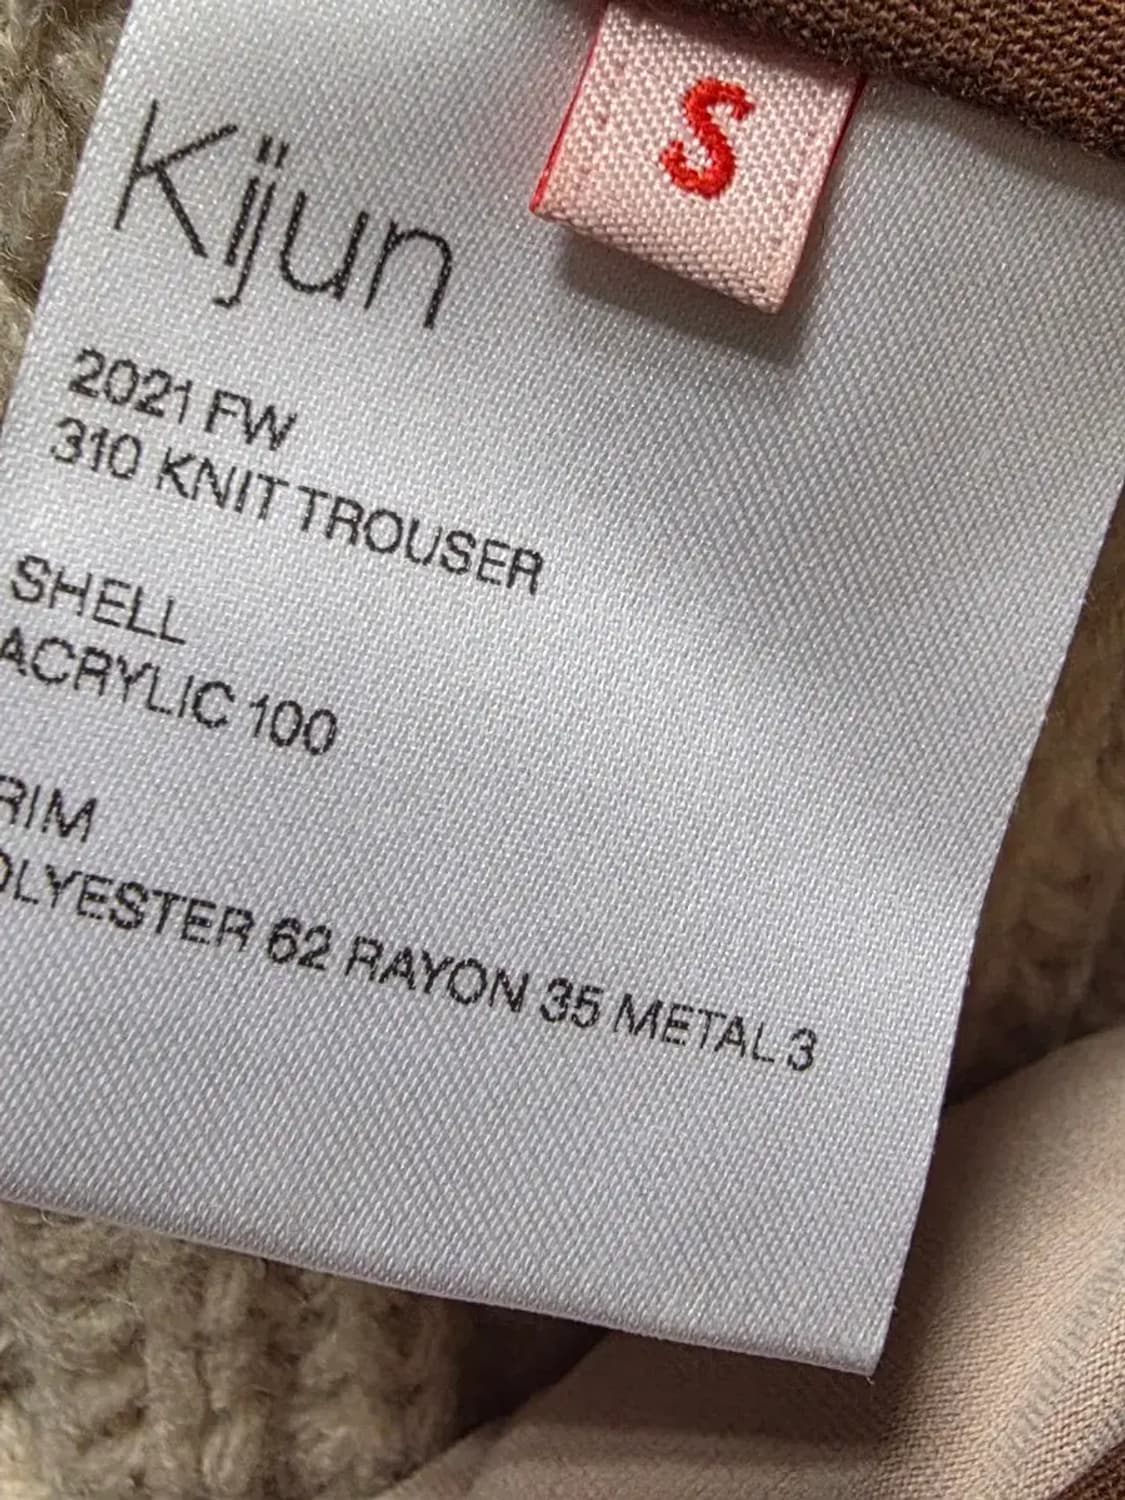 S
Kijun
2021 FW
310 KNIT TROUSER
SHELL
ACRYLIC 100
RIM
OLYESTER 62 RAYON 35 METAL 3